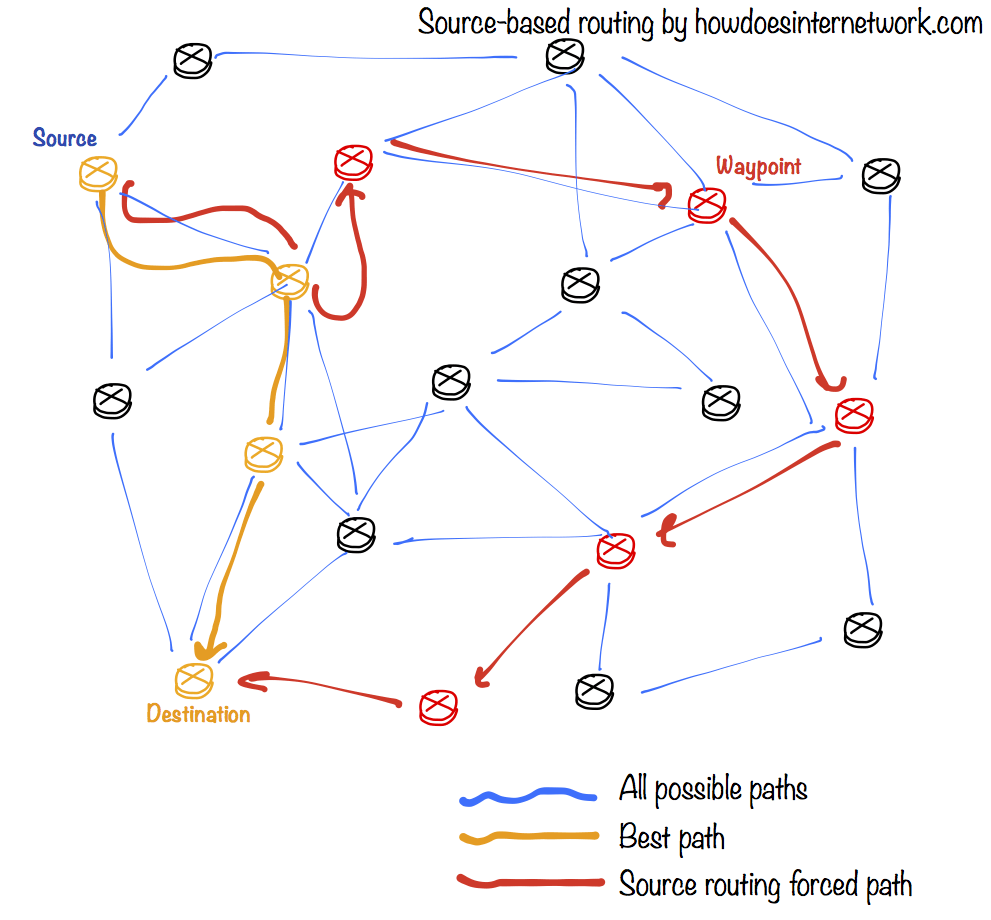 Source-based routing by howdoesinternetwork.com
Source
Waypoint
Destination
All possible paths
Best path
Source routing forced path